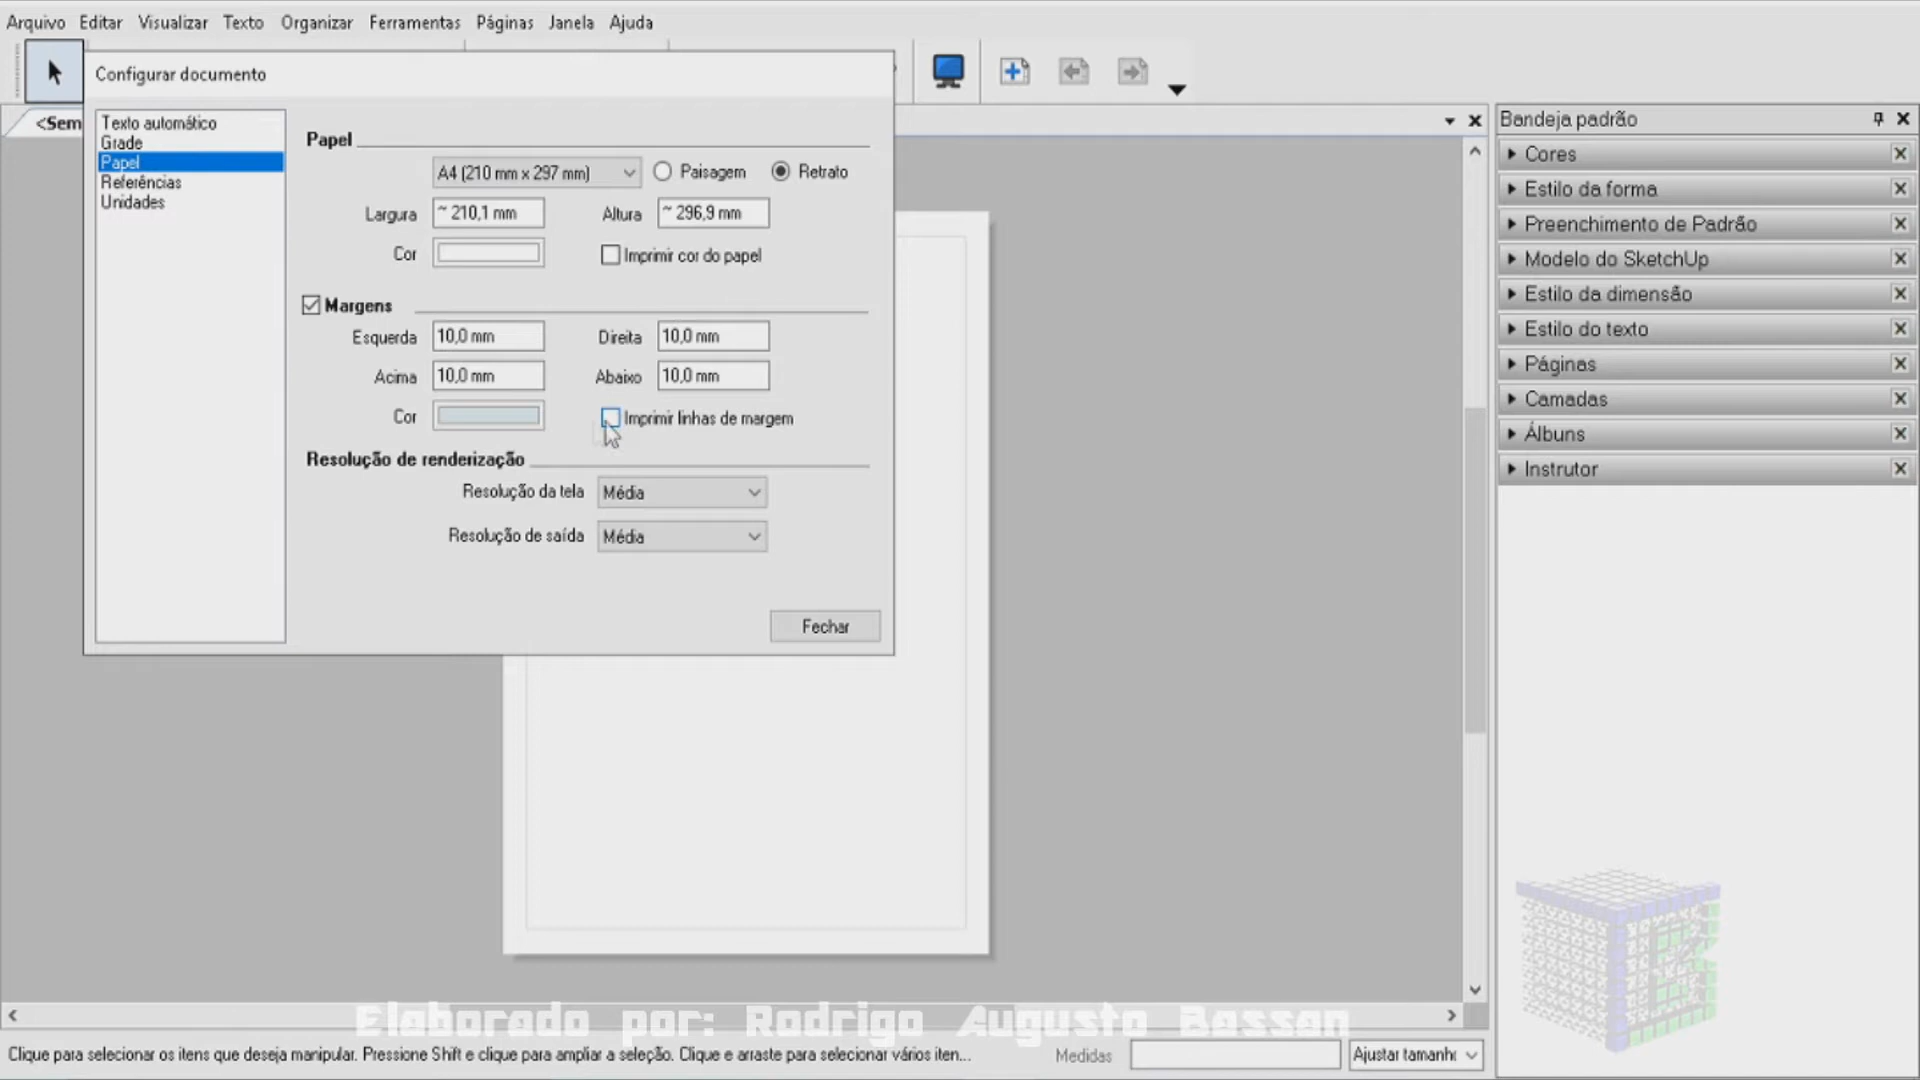 Arquivo Editar Visualizar Texto Organizar Ferramentas Páginas Janela Ajuda
Configurar documento
<Sem
Texto automático
Grade
Papel
Referências
Unidades
Papel
A4 (210 mm x 297 mm) Paisagem Retrato
Largura ~ 210,1 mm Altura ~ 296,9 mm
Cor Imprimir cor do papel
Margens
Esquerda 10,0 mm Direita 10,0 mm
Acima 10,0 mm Abaixo 10,0 mm
Cor Imprimir linhas de margem
Resolução de renderização
Resolução da tela Média
Resolução de saída Média
Fechar
Bandeja padrão
Cores
Estilo da forma
Preenchimento de Padrão
Modelo do SketchUp
Estilo da dimensão
Estilo do texto
Páginas
Camadas
Álbuns
Instrutor
Elaborado por: Rodrigo Augusto Bassan
Clique para selecionar os itens que deseja manipular. Pressione Shift e clique para ampliar a seleção. Clique e arraste para selecionar vários iten... Medidas Ajustar tamanh